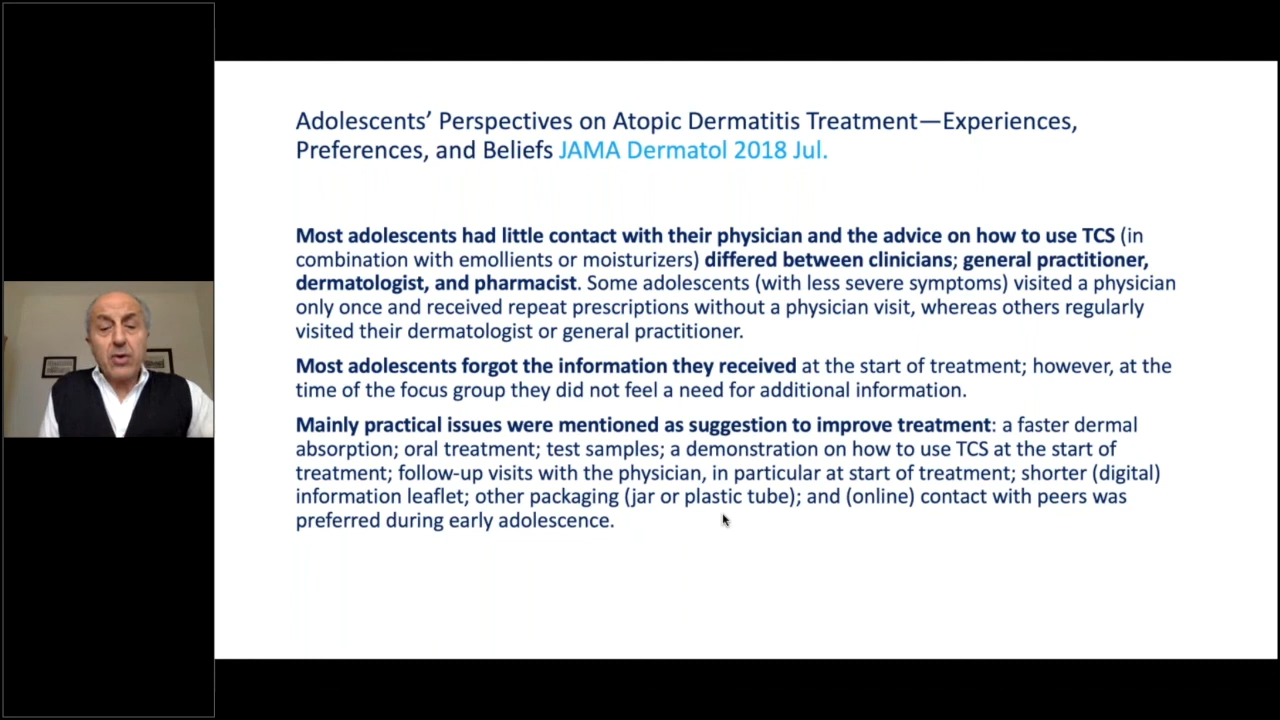 Adolescents’ Perspectives on Atopic Dermatitis Treatment—Experiences,
Preferences, and Beliefs JAMA Dermatol 2018 Jul.
Most adolescents had little contact with their physician and the advice on how to use TCS (in
combination with emollients or moisturizers) differed between clinicians; general practitioner,
dermatologist, and pharmacist. Some adolescents (with less severe symptoms) visited a physician
only once and received repeat prescriptions without a physician visit, whereas others regularly
visited their dermatologist or general practitioner.
Most adolescents forgot the information they received at the start of treatment; however, at the
time of the focus group they did not feel a need for additional information.
Mainly practical issues were mentioned as suggestion to improve treatment: a faster dermal
absorption; oral treatment; test samples; a demonstration on how to use TCS at the start of
treatment; follow-up visits with the physician, in particular at start of treatment; shorter (digital)
information leaflet; other packaging (jar or plastic tube); and (online) contact with peers was
preferred during early adolescence.